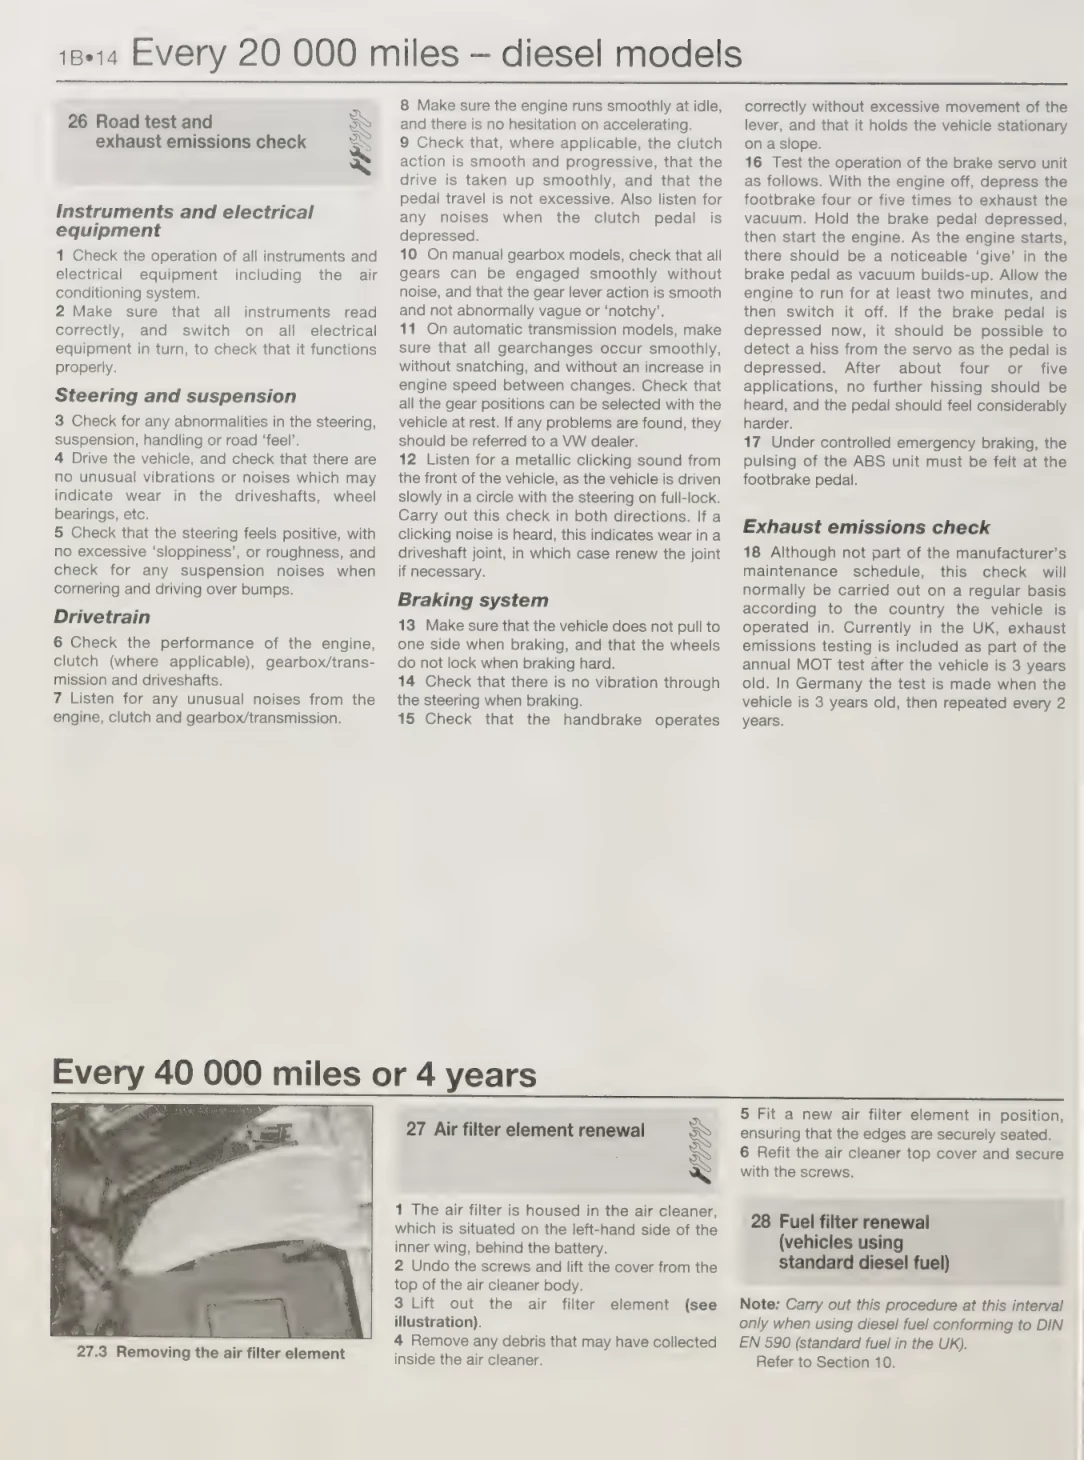 1B•14 Every 20 000 miles – diesel models
26 Road test and
exhaust emissions check
Instruments and electrical
equipment
1 Check the operation of all instruments and
electrical equipment including the air
conditioning system.
2 Make sure that all instruments read
correctly, and switch on all electrical
equipment in turn, to check that it functions
properly.
Steering and suspension
3 Check for any abnormalities in the steering,
suspension, handling or road ‘feel’.
4 Drive the vehicle, and check that there are
no unusual vibrations or noises which may
indicate wear in the driveshafts, wheel
bearings, etc.
5 Check that the steering feels positive, with
no excessive ‘sloppiness’, or roughness, and
check for any suspension noises when
cornering and driving over bumps.
Drivetrain
6 Check the performance of the engine,
clutch (where applicable), gearbox/trans-
mission and driveshafts.
7 Listen for any unusual noises from the
engine, clutch and gearbox/transmission.
8 Make sure the engine runs smoothly at idle,
and there is no hesitation on accelerating.
9 Check that, where applicable, the clutch
action is smooth and progressive, that the
drive is taken up smoothly, and that the
pedal travel is not excessive. Also listen for
any noises when the clutch pedal is
depressed.
10 On manual gearbox models, check that all
gears can be engaged smoothly without
noise, and that the gear lever action is smooth
and not abnormally vague or ‘notchy’.
11 On automatic transmission models, make
sure that all gearchanges occur smoothly,
without snatching, and without an increase in
engine speed between changes. Check that
all the gear positions can be selected with the
vehicle at rest. If any problems are found, they
should be referred to a VW dealer.
12 Listen for a metallic clicking sound from
the front of the vehicle, as the vehicle is driven
slowly in a circle with the steering on full-lock.
Carry out this check in both directions. If a
clicking noise is heard, this indicates wear in a
driveshaft joint, in which case renew the joint
if necessary.
Braking system
13 Make sure that the vehicle does not pull to
one side when braking, and that the wheels
do not lock when braking hard.
14 Check that there is no vibration through
the steering when braking.
15 Check that the handbrake operates
correctly without excessive movement of the
lever, and that it holds the vehicle stationary
on a slope.
16 Test the operation of the brake servo unit
as follows. With the engine off, depress the
footbrake four or five times to exhaust the
vacuum. Hold the brake pedal depressed,
then start the engine. As the engine starts,
there should be a noticeable ‘give’ in the
brake pedal as vacuum builds-up. Allow the
engine to run for at least two minutes, and
then switch it off. If the brake pedal is
depressed now, it should be possible to
detect a hiss from the servo as the pedal is
depressed. After about four or five
applications, no further hissing should be
heard, and the pedal should feel considerably
harder.
17 Under controlled emergency braking, the
pulsing of the ABS unit must be felt at the
footbrake pedal.
Exhaust emissions check
18 Although not part of the manufacturer’s
maintenance schedule, this check will
normally be carried out on a regular basis
according to the country the vehicle is
operated in. Currently in the UK, exhaust
emissions testing is included as part of the
annual MOT test after the vehicle is 3 years
old. In Germany the test is made when the
vehicle is 3 years old, then repeated every 2
years.
Every 40 000 miles or 4 years
27.3 Removing the air filter element
27 Air filter element renewal
1 The air filter is housed in the air cleaner,
which is situated on the left-hand side of the
inner wing, behind the battery.
2 Undo the screws and lift the cover from the
top of the air cleaner body.
3 Lift out the air filter element (see
illustration).
4 Remove any debris that may have collected
inside the air cleaner.
5 Fit a new air filter element in position,
ensuring that the edges are securely seated.
6 Refit the air cleaner top cover and secure
with the screws.
28 Fuel filter renewal
(vehicles using
standard diesel fuel)
Note: Carry out this procedure at this interval
only when using diesel fuel conforming to DIN
EN 590 (standard fuel in the UK).
Refer to Section 10.